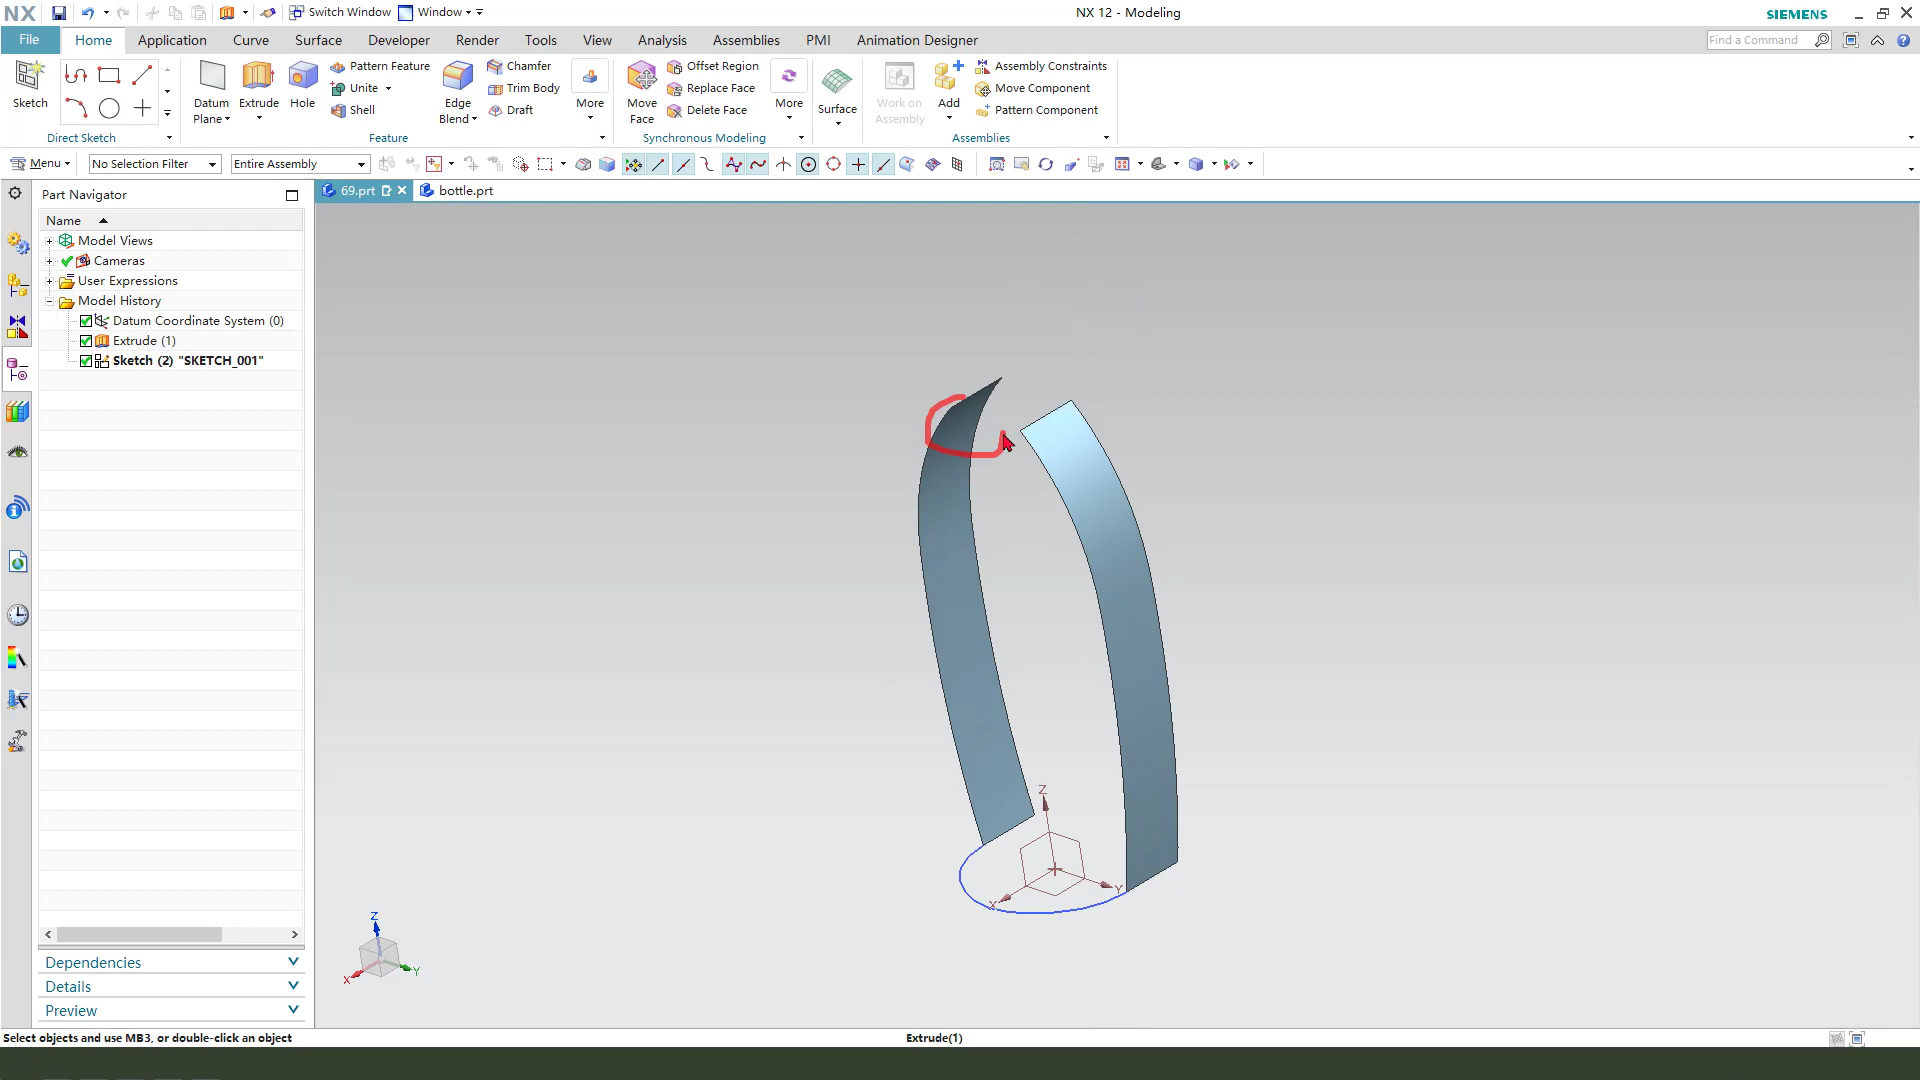 NX
Switch Window
Window
NX 12 - Modeling
SIEMENS
File
Home
Application
Curve
Surface
Developer
Render
Tools
View
Analysis
Assemblies
PMI
Animation Designer
Find a Command
Sketch
Direct Sketch
Datum Plane
Extrude
Hole
Pattern Feature
Unite
Shell
Edge Blend
Chamfer
Trim Body
Draft
More
Feature
Move Face
Offset Region
Replace Face
Delete Face
More
Synchronous Modeling
Surface
Work on Assembly
Add
Assembly Constraints
Move Component
Pattern Component
Assemblies
Menu
No Selection Filter
Entire Assembly
Part Navigator
69.prt
bottle.prt
Name
Model Views
Cameras
User Expressions
Model History
Datum Coordinate System (0)
Extrude (1)
Sketch (2) "SKETCH_001"
Z
X
Y
Z
X
Y
Dependencies
Details
Preview
Select objects and use MB3, or double-click an object
Extrude(1)